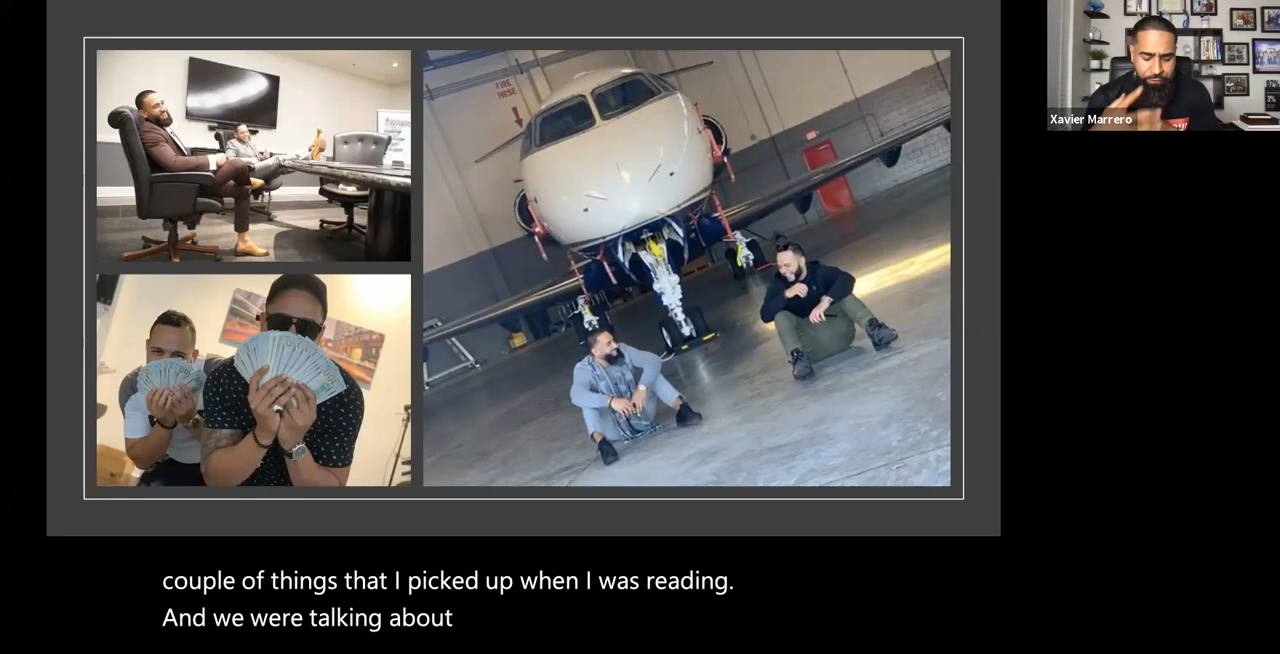 FIRE
HOSE
Xavier Marrero
couple of things that I picked up when I was reading.
And we were talking about